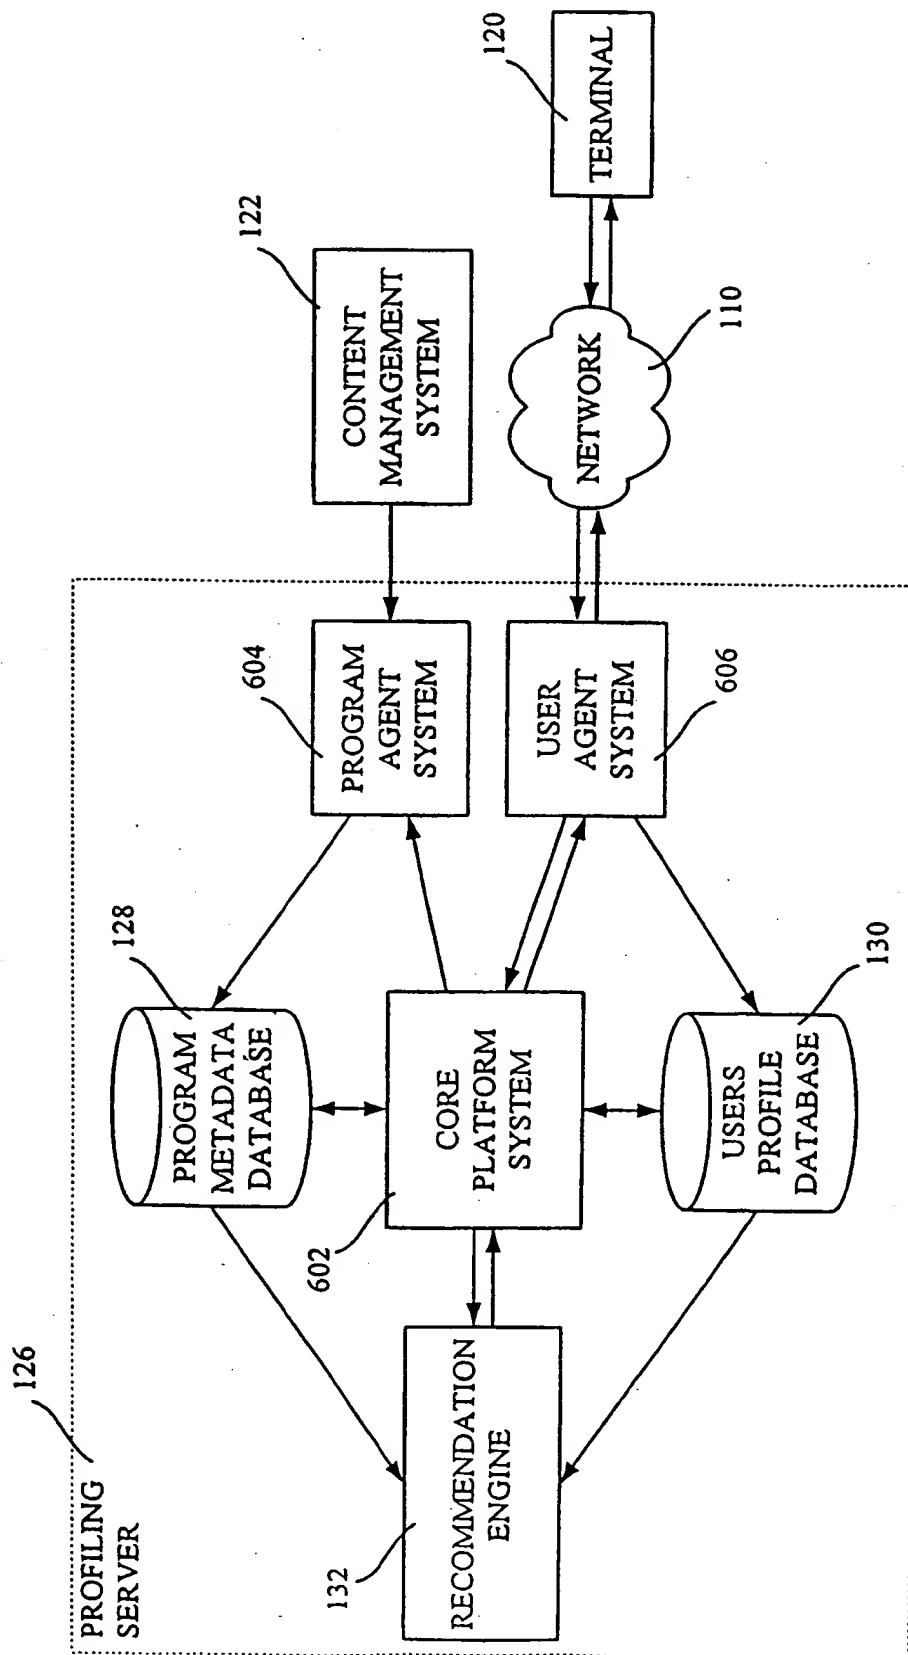 126
PROFILING
SERVER
128
PROGRAM
METADATA
DATABASE
604
PROGRAM
AGENT
SYSTEM
122
CONTENT
MANAGEMENT
SYSTEM
132
RECOMMENDATION
ENGINE
602
CORE
PLATFORM
SYSTEM
USER
AGENT
SYSTEM
606
NETWORK
110
TERMINAL
120
USERS
PROFILE
DATABASE
130